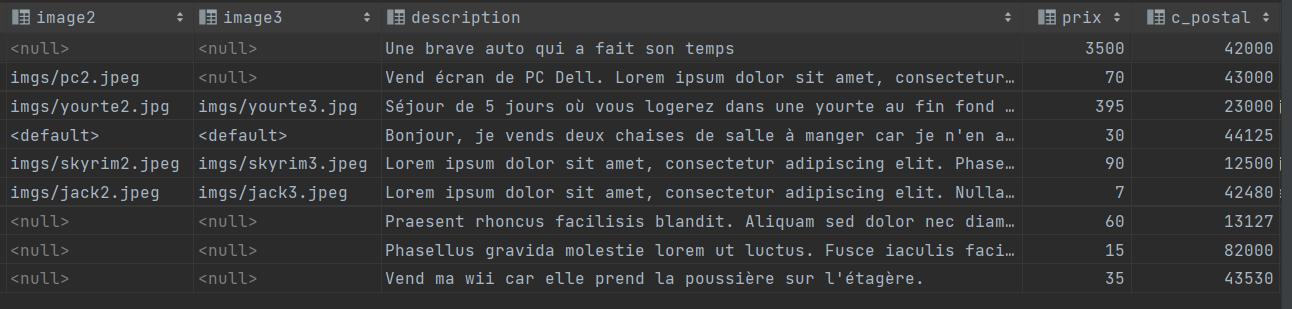 image2 image3 description prix c_postal
<null> <null> Une brave auto qui a fait son temps 3500 42000
imgs/pc2.jpeg <null> Vend écran de PC Dell. Lorem ipsum dolor sit amet, consectetur… 70 43000
imgs/yourte2.jpg imgs/yourte3.jpg Séjour de 5 jours où vous logerez dans une yourte au fin fond … 395 23000
<default> <default> Bonjour, je vends deux chaises de salle à manger car je n'en a… 30 44125
imgs/skyrim2.jpeg imgs/skyrim3.jpeg Lorem ipsum dolor sit amet, consectetur adipiscing elit. Phase… 90 12500
imgs/jack2.jpeg imgs/jack3.jpeg Lorem ipsum dolor sit amet, consectetur adipiscing elit. Nulla… 7 42480
<null> <null> Praesent rhoncus facilisis blandit. Aliquam sed dolor nec diam… 60 13127
<null> <null> Phasellus gravida molestie lorem ut luctus. Fusce iaculis faci… 15 82000
<null> <null> Vend ma wii car elle prend la poussière sur l'étagère. 35 43530